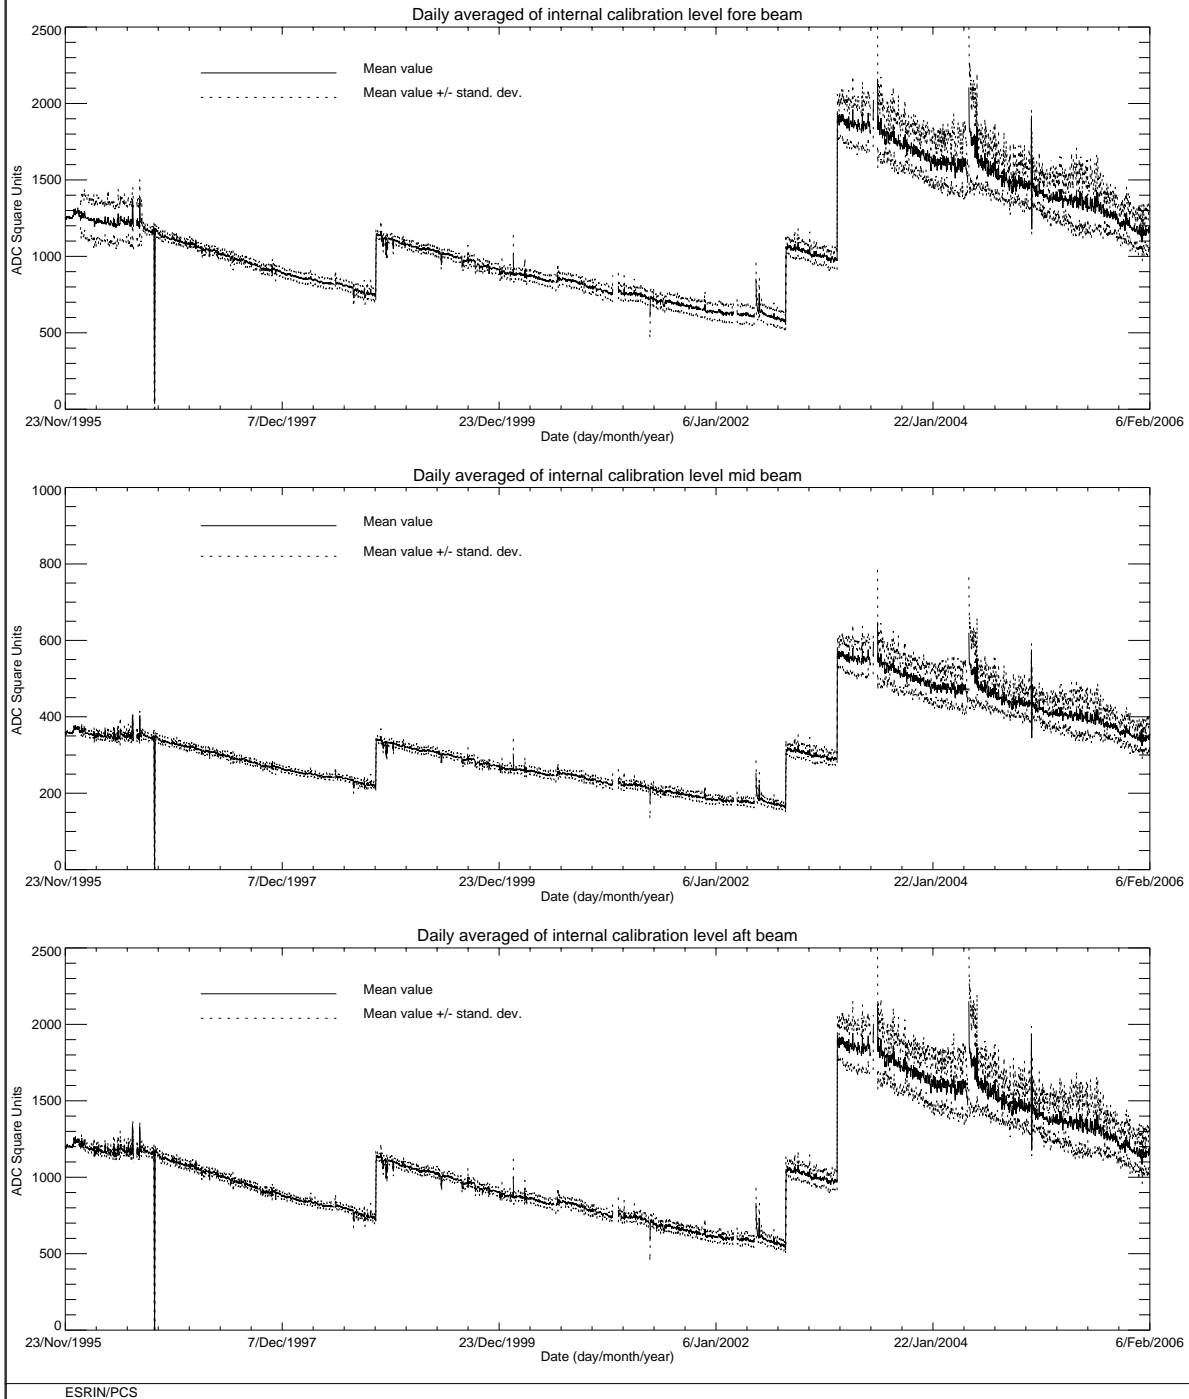 Daily averaged of internal calibration level fore beam
2500
2000
1500
1000
500
0
ADC Square Units
Mean value
Mean value +/- stand. dev.
23/Nov/1995 7/Dec/1997 23/Dec/1999 6/Jan/2002 22/Jan/2004 6/Feb/2006
Date (day/month/year)
Daily averaged of internal calibration level mid beam
1000
800
600
400
200
0
ADC Square Units
Mean value
Mean value +/- stand. dev.
23/Nov/1995 7/Dec/1997 23/Dec/1999 6/Jan/2002 22/Jan/2004 6/Feb/2006
Date (day/month/year)
Daily averaged of internal calibration level aft beam
2500
2000
1500
1000
500
0
ADC Square Units
Mean value
Mean value +/- stand. dev.
23/Nov/1995 7/Dec/1997 23/Dec/1999 6/Jan/2002 22/Jan/2004 6/Feb/2006
Date (day/month/year)
ESRIN/PCS